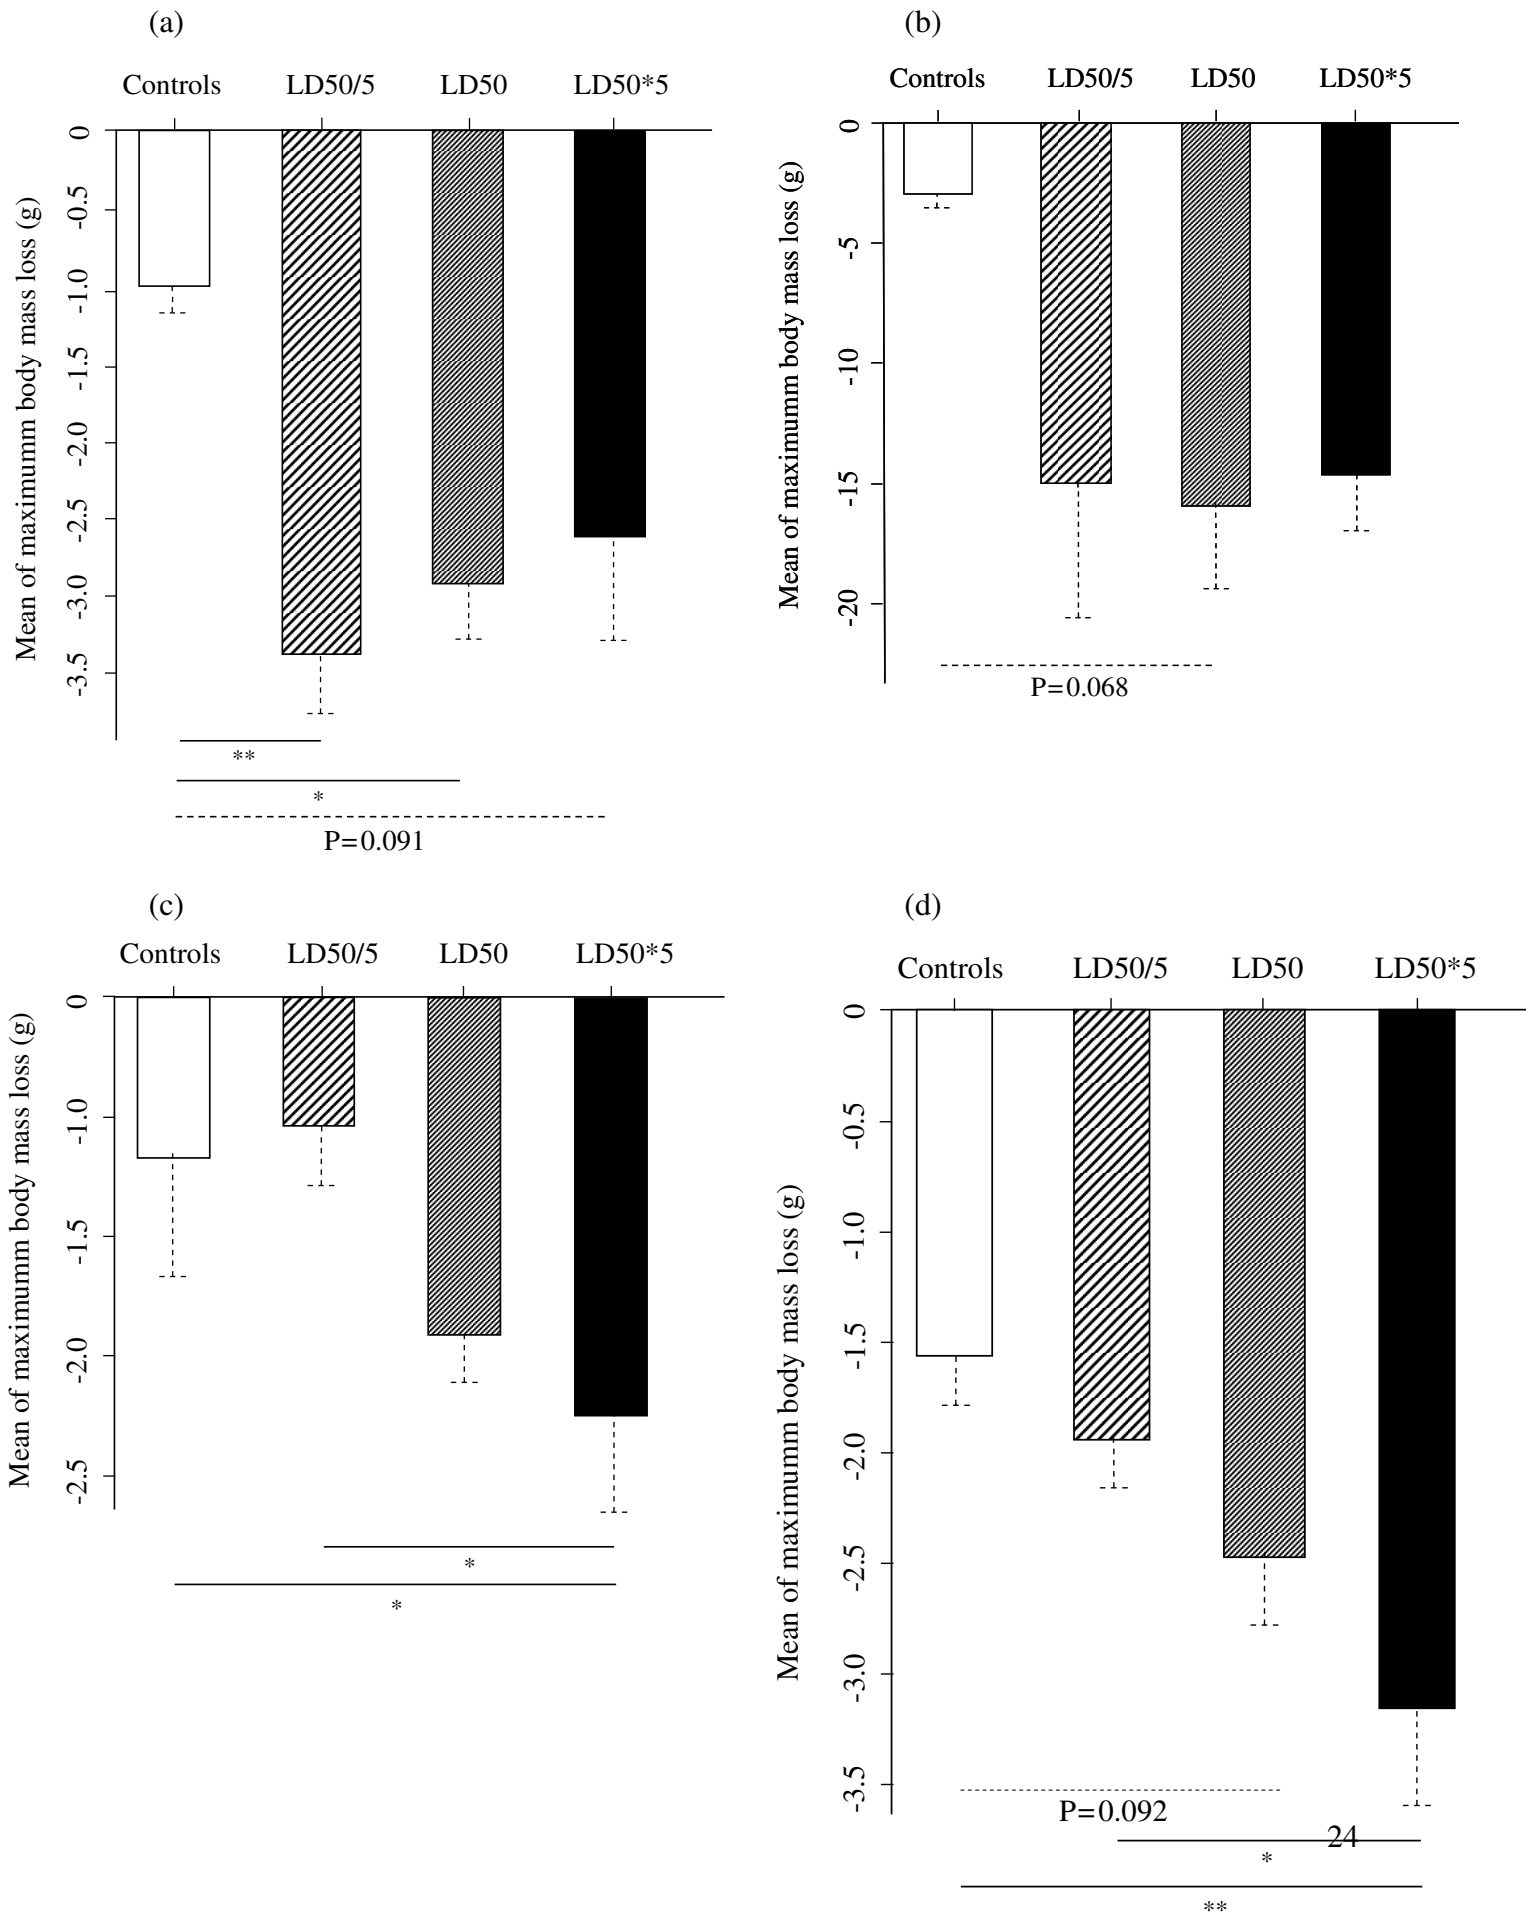 (a)
Controls LD50/5 LD50 LD50*5
Mean of maximumm body mass loss (g)
0
-0.5
-1.0
-1.5
-2.0
-2.5
-3.0
-3.5
**
*
P=0.091
(b)
Controls LD50/5 LD50 LD50*5
Mean of maximumm body mass loss (g)
0
-5
-10
-15
-20
P=0.068
(c)
Controls LD50/5 LD50 LD50*5
Mean of maximumm body mass loss (g)
0
-1.0
-1.5
-2.0
-2.5
*
*
(d)
Controls LD50/5 LD50 LD50*5
Mean of maximumm body mass loss (g)
0
-0.5
-1.0
-1.5
-2.0
-2.5
-3.0
-3.5
P=0.092
24
*
**